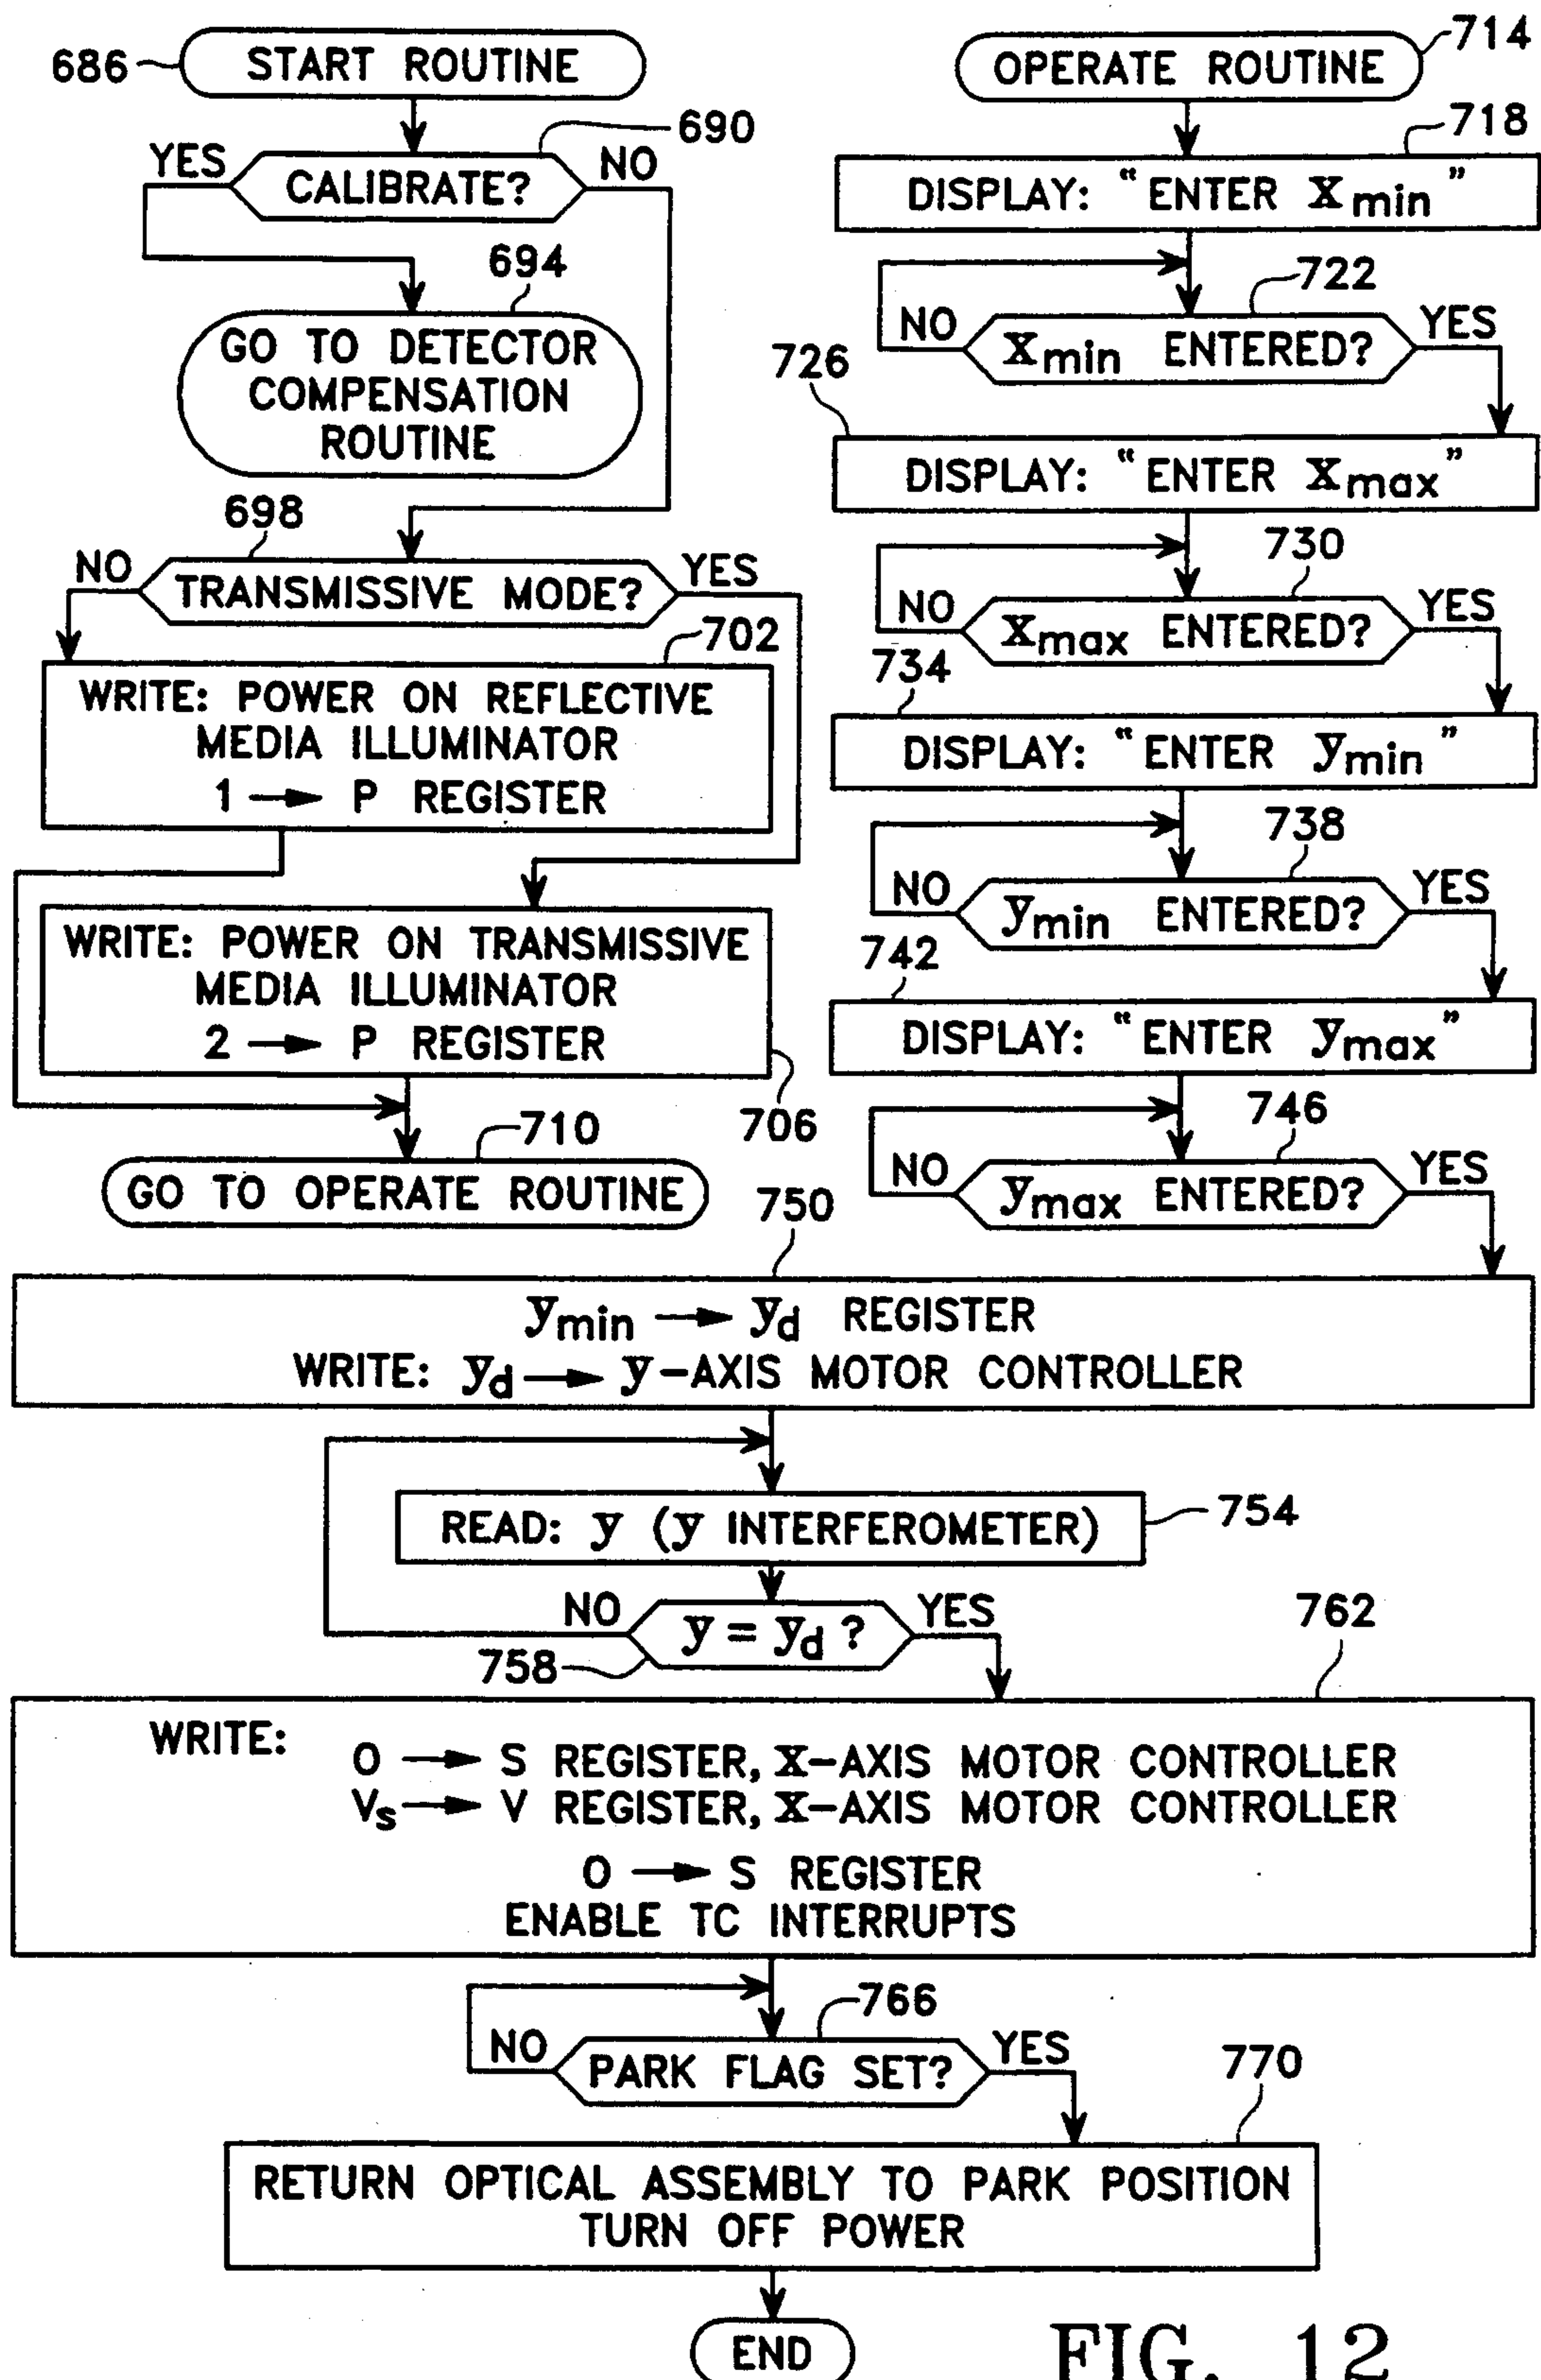 686
START ROUTINE
690
YES
CALIBRATE?
NO
694
GO TO DETECTOR
COMPENSATION
ROUTINE
698
NO
TRANSMISSIVE MODE?
YES
702
WRITE: POWER ON REFLECTIVE
MEDIA ILLUMINATOR
1 → P REGISTER
WRITE: POWER ON TRANSMISSIVE
MEDIA ILLUMINATOR
2 → P REGISTER
706
710
GO TO OPERATE ROUTINE
714
OPERATE ROUTINE
718
DISPLAY: "ENTER Xmin"
722
NO
Xmin ENTERED?
YES
726
DISPLAY: "ENTER Xmax"
730
NO
Xmax ENTERED?
YES
734
DISPLAY: "ENTER ymin"
738
NO
ymin ENTERED?
YES
742
DISPLAY: "ENTER ymax"
746
NO
ymax ENTERED?
YES
750
ymin → yd REGISTER
WRITE: yd → y-AXIS MOTOR CONTROLLER
READ: y (y INTERFEROMETER)
754
NO
y = yd ?
YES
758
762
WRITE:
0 → S REGISTER, X-AXIS MOTOR CONTROLLER
Vs → V REGISTER, X-AXIS MOTOR CONTROLLER
0 → S REGISTER
ENABLE TC INTERRUPTS
766
NO
PARK FLAG SET?
YES
770
RETURN OPTICAL ASSEMBLY TO PARK POSITION
TURN OFF POWER
END
FIG. 12